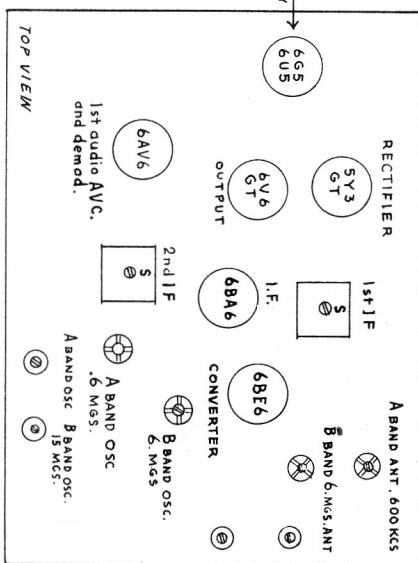 RECTIFIER
A BAND ANT. 600 KCS
5Y3
GT
1st IF
S
B BAND 6.MGS.ANT
6G5
6U5
6V6
GT
OUTPUT
I.F.
6BA6
6BE6
CONVERTER
2nd IF
S
B BAND OSC.
6.MGS
6AV6
1st audio AVC.
and demod.
A BAND OSC
.6 MGS.
A BAND OSC B BAND OSC.
15 MCS.
TOP VIEW